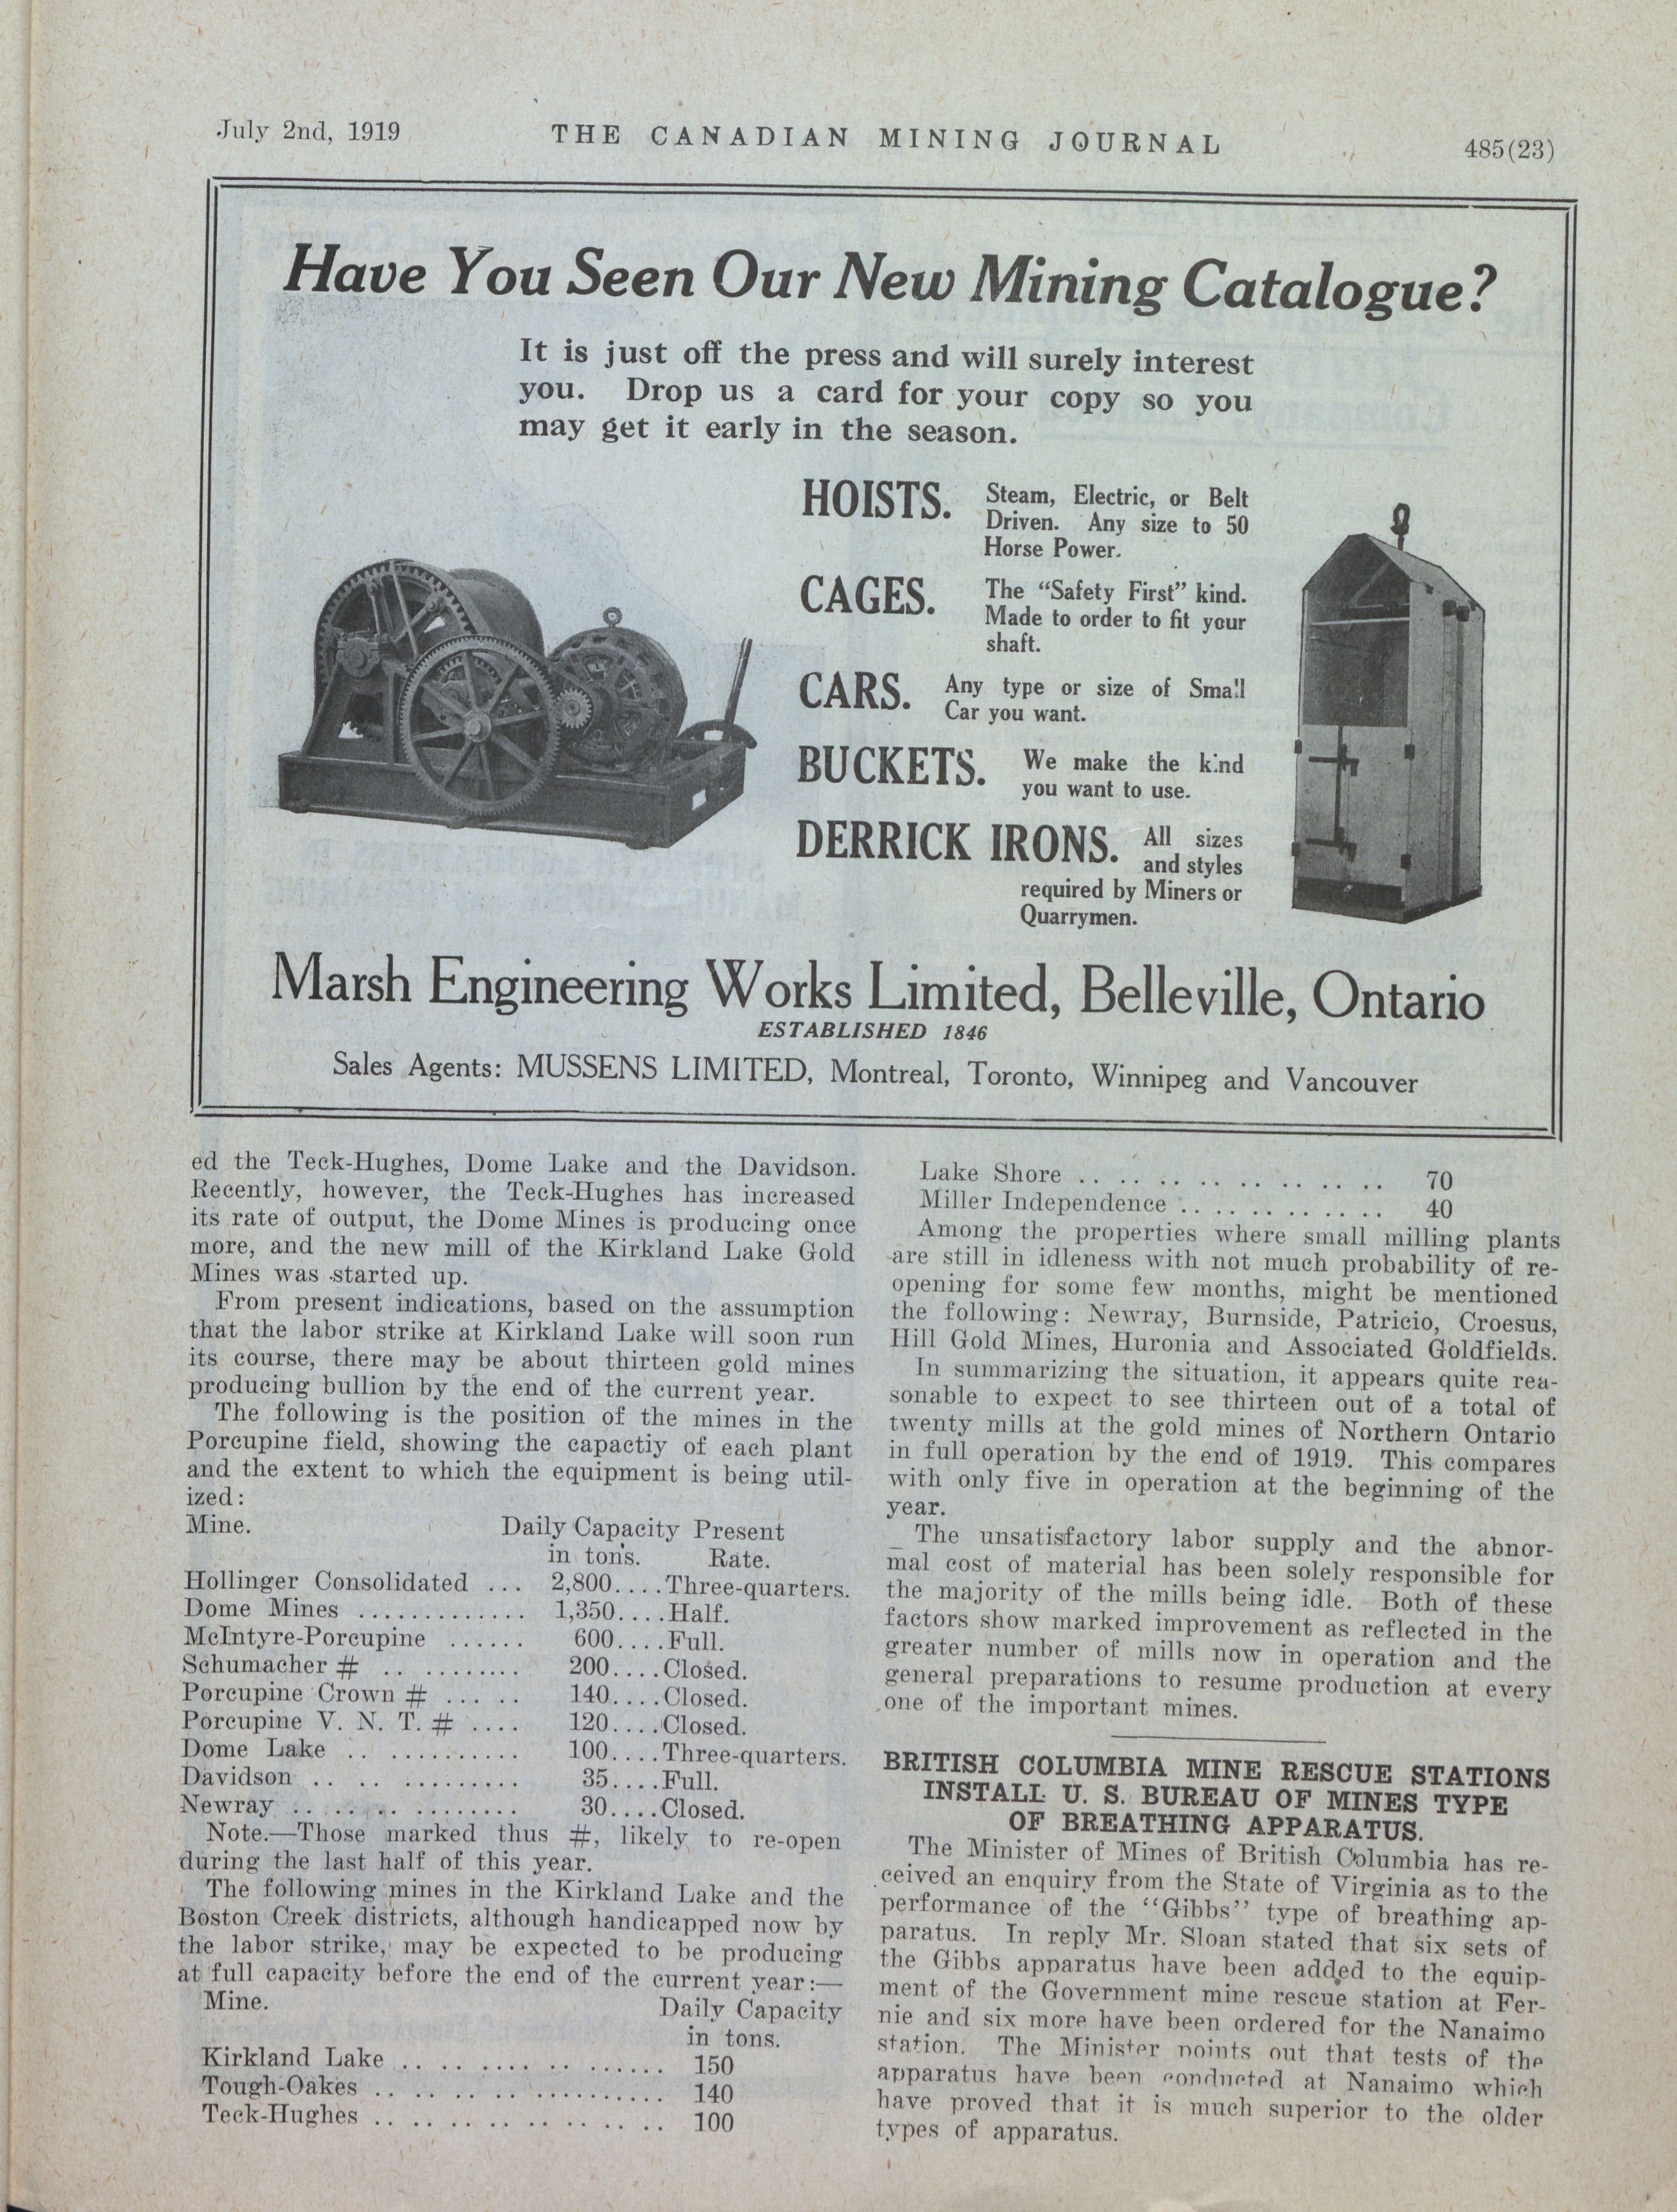 July 2nd, 1919 THE CANADIAN MINING JOURNAL 485(23)
Have You Seen Our New Mining Catalogue?
It is just off the press and will surely interest
you. Drop us a card for your copy so you
may get it early in the season.
HOISTS. Steam, Electric, or Belt
Driven. Any size to 50
Horse Power.
CAGES. The "Safety First" kind.
Made to order to fit your
shaft.
CARS. Any type or size of Small
Car you want.
BUCKETS. We make the kind
you want to use.
DERRICK IRONS. All sizes
and styles
required by Miners or
Quarrymen.
Marsh Engineering Works Limited, Belleville, Ontario
ESTABLISHED 1846
Sales Agents: MUSSENS LIMITED, Montreal, Toronto, Winnipeg and Vancouver
ed the Teck-Hughes, Dome Lake and the Davidson.
Recently, however, the Teck-Hughes has increased
its rate of output, the Dome Mines is producing once
more, and the new mill of the Kirkland Lake Gold
Mines was started up.
From present indications, based on the assumption
that the labor strike at Kirkland Lake will soon run
its course, there may be about thirteen gold mines
producing bullion by the end of the current year.
The following is the position of the mines in the
Porcupine field, showing the capactiy of each plant
and the extent to which the equipment is being util-
ized:
Mine. Daily Capacity Present
in tons. Rate.
Hollinger Consolidated ... 2,800....Three-quarters.
Dome Mines ............. 1,350....Half.
McIntyre-Porcupine ...... 600....Full.
Schumacher # .. ........ 200....Closed.
Porcupine Crown # ... .. 140....Closed.
Porcupine V. N. T. # .... 120....Closed.
Dome Lake .. .......... 100....Three-quarters.
Davidson .. .. ......... 35....Full.
Newray .. .. .. ........ 30....Closed.
Note.—Those marked thus #, likely to re-open
during the last half of this year.
The following mines in the Kirkland Lake and the
Boston Creek districts, although handicapped now by
the labor strike, may be expected to be producing
at full capacity before the end of the current year:—
Mine. Daily Capacity
in tons.
Kirkland Lake .. .. .... .. ...... 150
Tough-Oakes .. .. .. .. ........... 140
Teck-Hughes .. .. .. .. .. .. .. .. 100
Lake Shore .. .. .. .. .. .. .. .. 70
Miller Independence .. .. .. .. .. .. 40
Among the properties where small milling plants
are still in idleness with not much probability of re-
opening for some few months, might be mentioned
the following: Newray, Burnside, Patricio, Croesus,
Hill Gold Mines, Huronia and Associated Goldfields.
In summarizing the situation, it appears quite rea-
sonable to expect to see thirteen out of a total of
twenty mills at the gold mines of Northern Ontario
in full operation by the end of 1919. This compares
with only five in operation at the beginning of the
year.
The unsatisfactory labor supply and the abnor-
mal cost of material has been solely responsible for
the majority of the mills being idle. Both of these
factors show marked improvement as reflected in the
greater number of mills now in operation and the
general preparations to resume production at every
one of the important mines.
BRITISH COLUMBIA MINE RESCUE STATIONS
INSTALL U. S. BUREAU OF MINES TYPE
OF BREATHING APPARATUS.
The Minister of Mines of British Columbia has re-
ceived an enquiry from the State of Virginia as to the
performance of the "Gibbs" type of breathing ap-
paratus. In reply Mr. Sloan stated that six sets of
the Gibbs apparatus have been added to the equip-
ment of the Government mine rescue station at Fer-
nie and six more have been ordered for the Nanaimo
station. The Minister points out that tests of the
apparatus have been conducted at Nanaimo which
have proved that it is much superior to the older
types of apparatus.